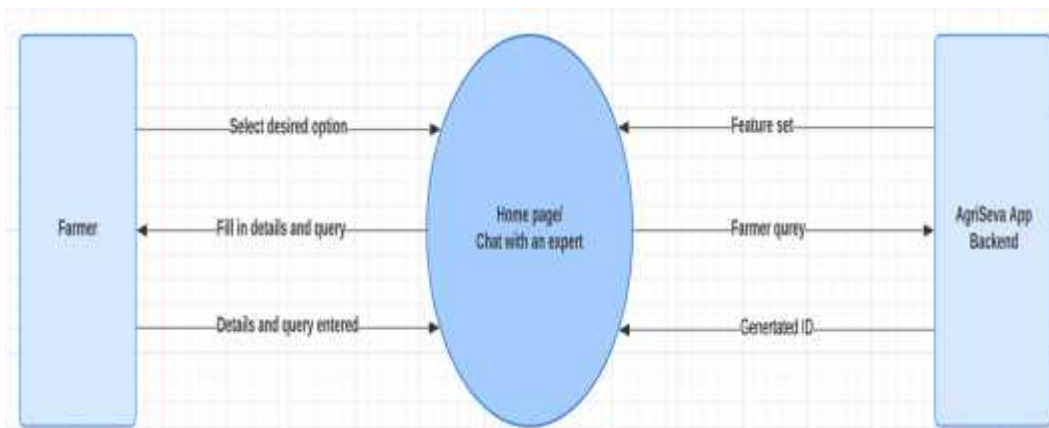 Select desired option
Feature set
Farmer
Fill in details and query
Home page/
Chat with an expert
Farmer qurey
AgriSeva App
Backend
Details and query entered
Genertated ID